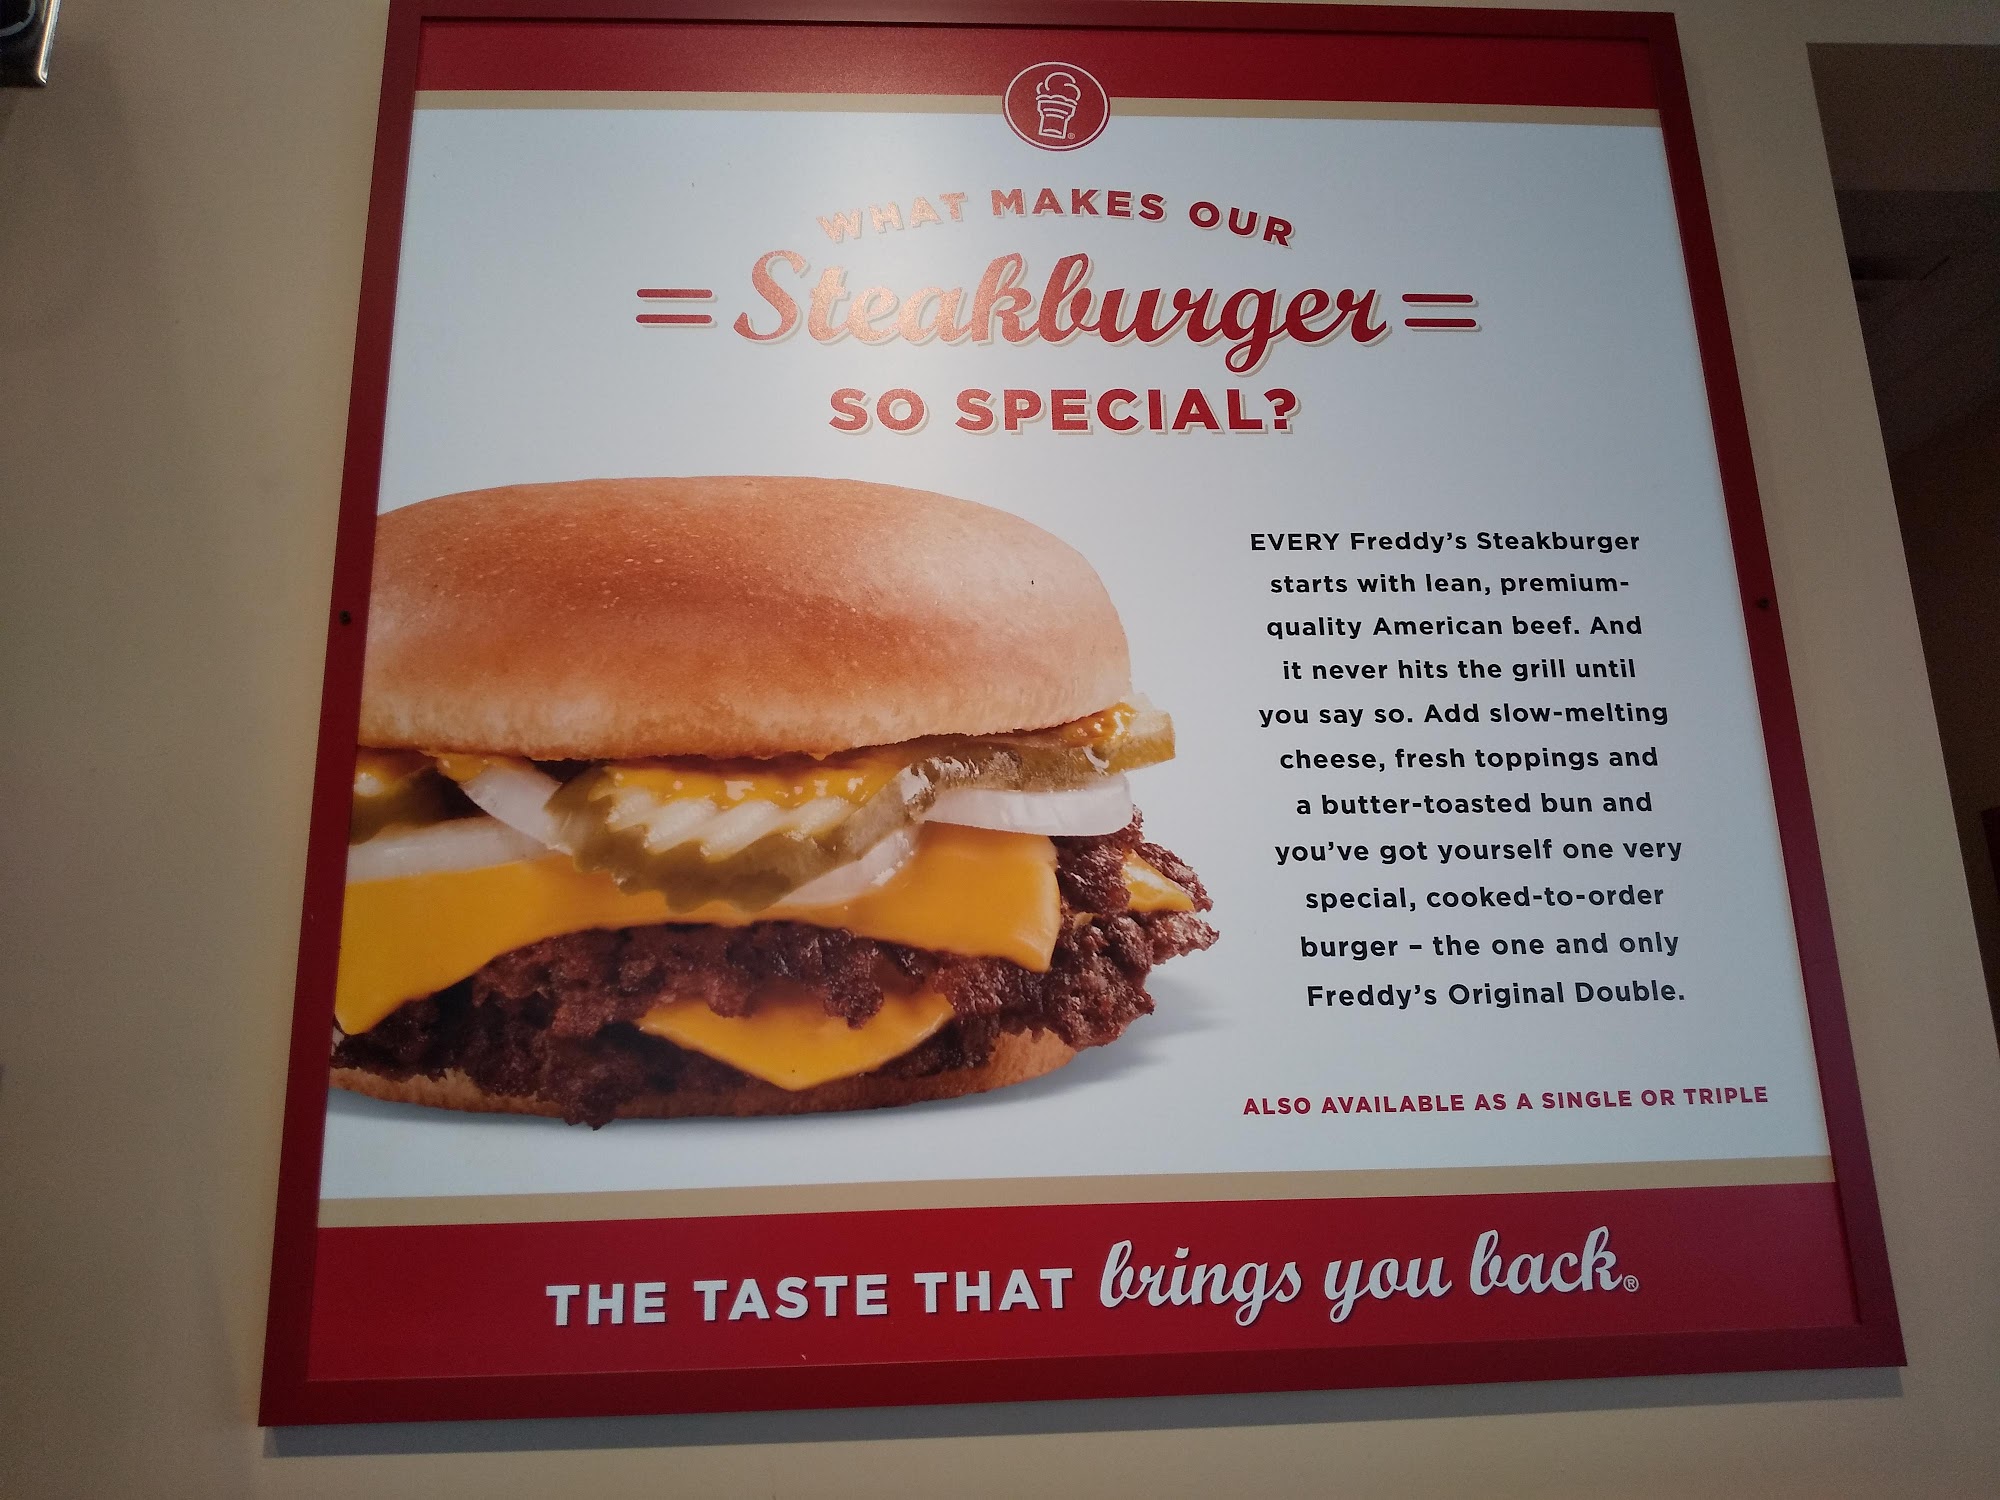 WHAT MAKES OUR
Steakburger
SO SPECIAL?
EVERY Freddy's Steakburger
starts with lean, premium-
quality American beef. And
it never hits the grill until
you say so. Add slow-melting
cheese, fresh toppings and
a butter-toasted bun and
you've got yourself one very
special, cooked-to-order
burger – the one and only
Freddy's Original Double.
ALSO AVAILABLE AS A SINGLE OR TRIPLE
THE TASTE THAT brings you back.®